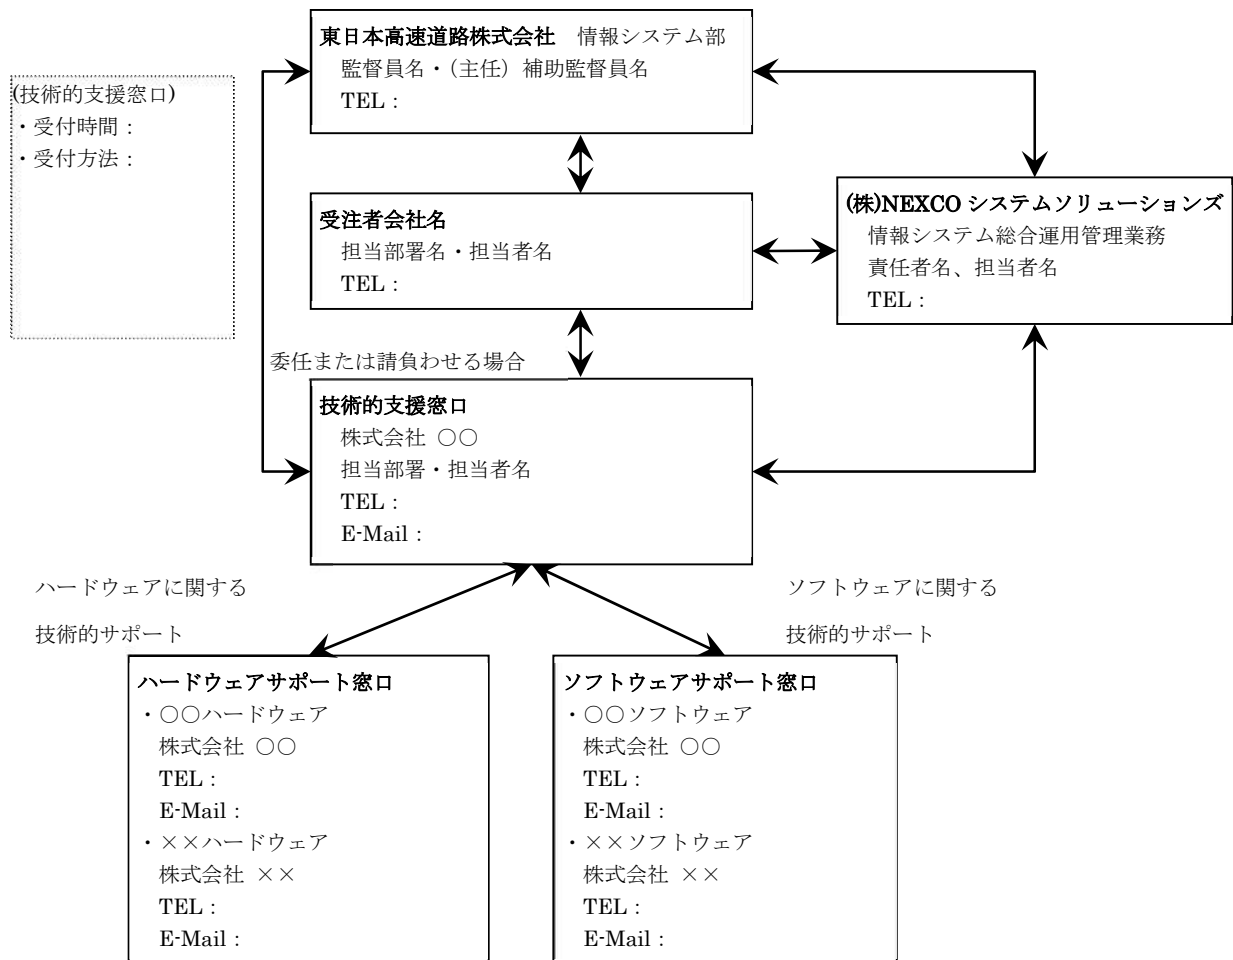 東日本高速道路株式会社　情報システム部
監督員名・(主任）補助監督員名
TEL：
(技術的支援窓口)
・受付時間：
・受付方法：
受注者会社名
担当部署名・担当者名
TEL：
(株)NEXCO システムソリューションズ
情報システム総合運用管理業務
責任者名、担当者名
TEL：
委任または請負わせる場合
技術的支援窓口
株式会社 ○○
担当部署・担当者名
TEL：
E-Mail：
ハードウェアに関する
技術的サポート
ソフトウェアに関する
技術的サポート
ハードウェアサポート窓口
・○○ハードウェア
株式会社 ○○
TEL：
E-Mail：
・××ハードウェア
株式会社 ××
TEL：
E-Mail：
ソフトウェアサポート窓口
・○○ソフトウェア
株式会社 ○○
TEL：
E-Mail：
・××ソフトウェア
株式会社 ××
TEL：
E-Mail：